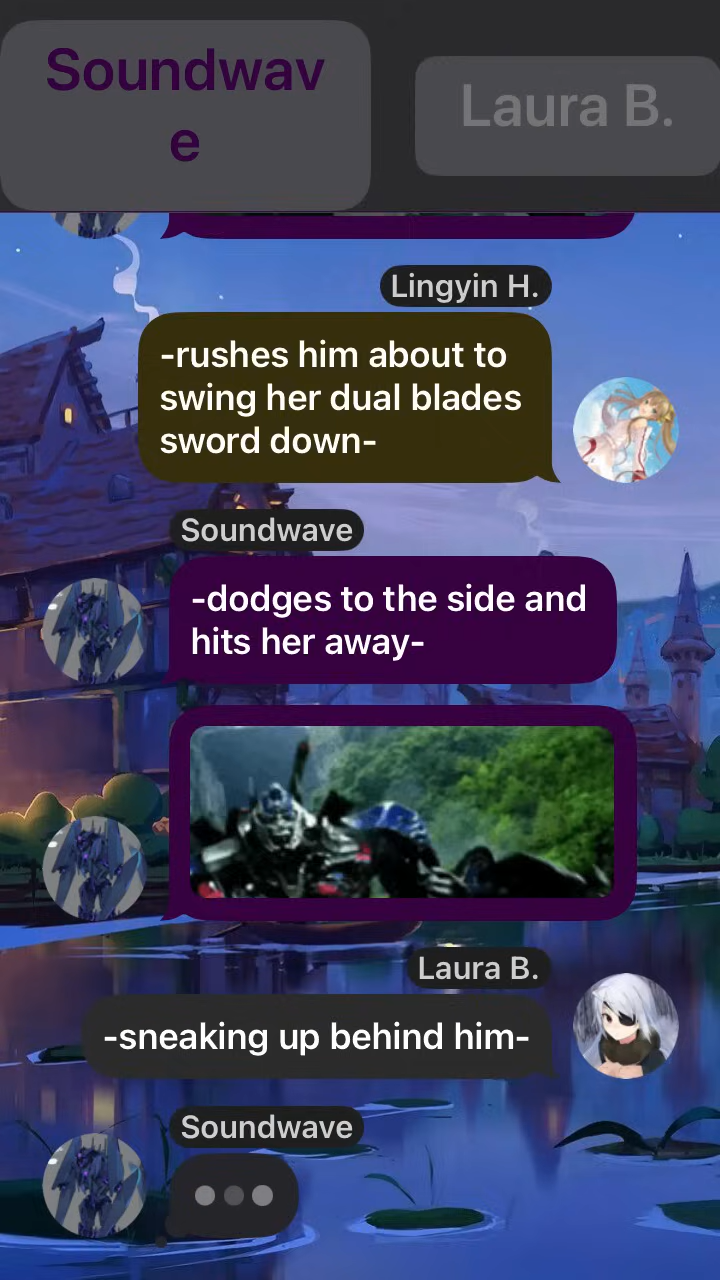 Soundwav
e
Laura B.
Lingyin H.
-rushes him about to
swing her dual blades
sword down-
Soundwave
-dodges to the side and
hits her away-
Laura B.
-sneaking up behind him-
Soundwave